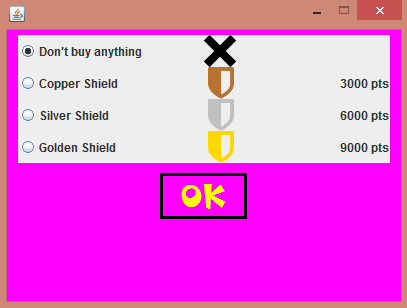 Don't buy anything
Copper Shield 3000 pts
Silver Shield 6000 pts
Golden Shield 9000 pts
OK